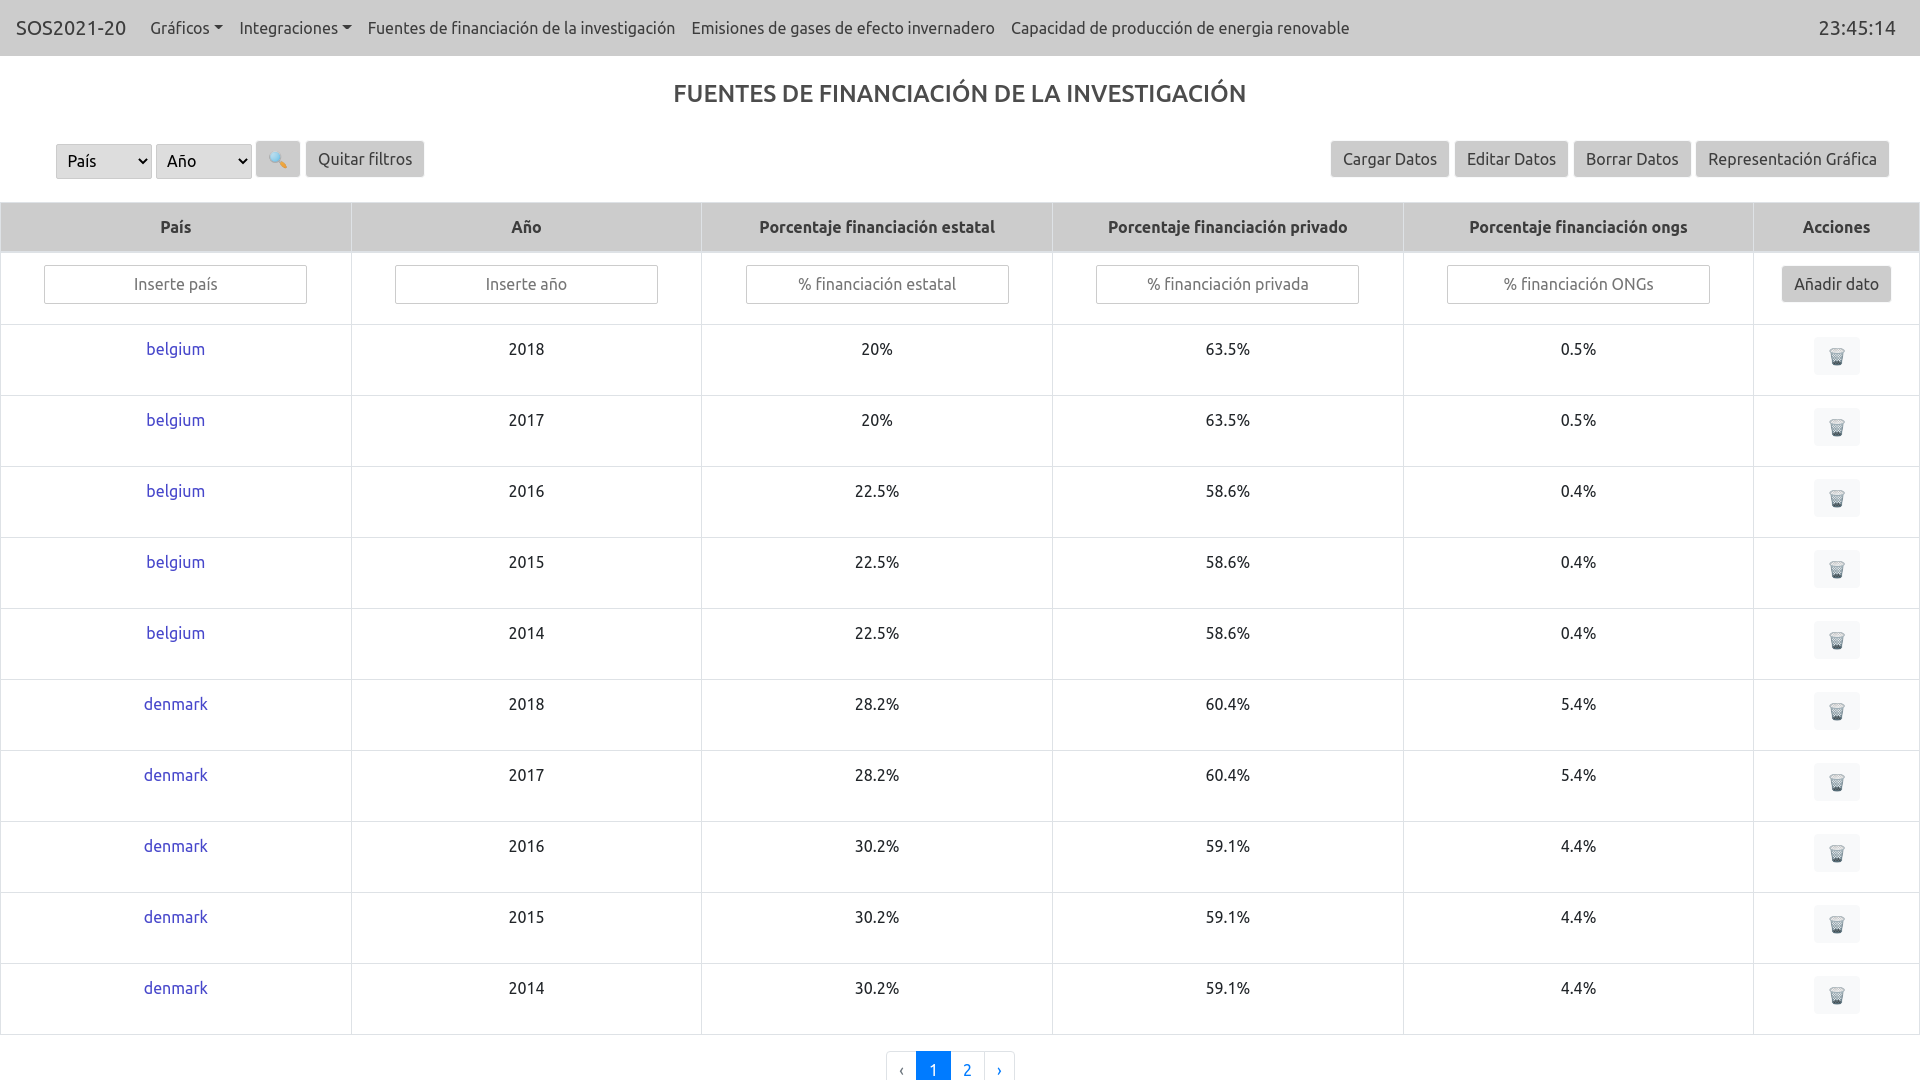 SOS2021-20 Gráficos Integraciones Fuentes de financiación de la investigación Emisiones de gases de efecto invernadero Capacidad de producción de energia renovable 23:45:14
FUENTES DE FINANCIACIÓN DE LA INVESTIGACIÓN
País Año 🔍 Quitar filtros Cargar Datos Editar Datos Borrar Datos Representación Gráfica
País Año Porcentaje financiación estatal Porcentaje financiación privado Porcentaje financiación ongs Acciones
Inserte país Inserte año % financiación estatal % financiación privada % financiación ONGs Añadir dato
belgium 2018 20% 63.5% 0.5%
belgium 2017 20% 63.5% 0.5%
belgium 2016 22.5% 58.6% 0.4%
belgium 2015 22.5% 58.6% 0.4%
belgium 2014 22.5% 58.6% 0.4%
denmark 2018 28.2% 60.4% 5.4%
denmark 2017 28.2% 60.4% 5.4%
denmark 2016 30.2% 59.1% 4.4%
denmark 2015 30.2% 59.1% 4.4%
denmark 2014 30.2% 59.1% 4.4%
‹ 1 2 ›